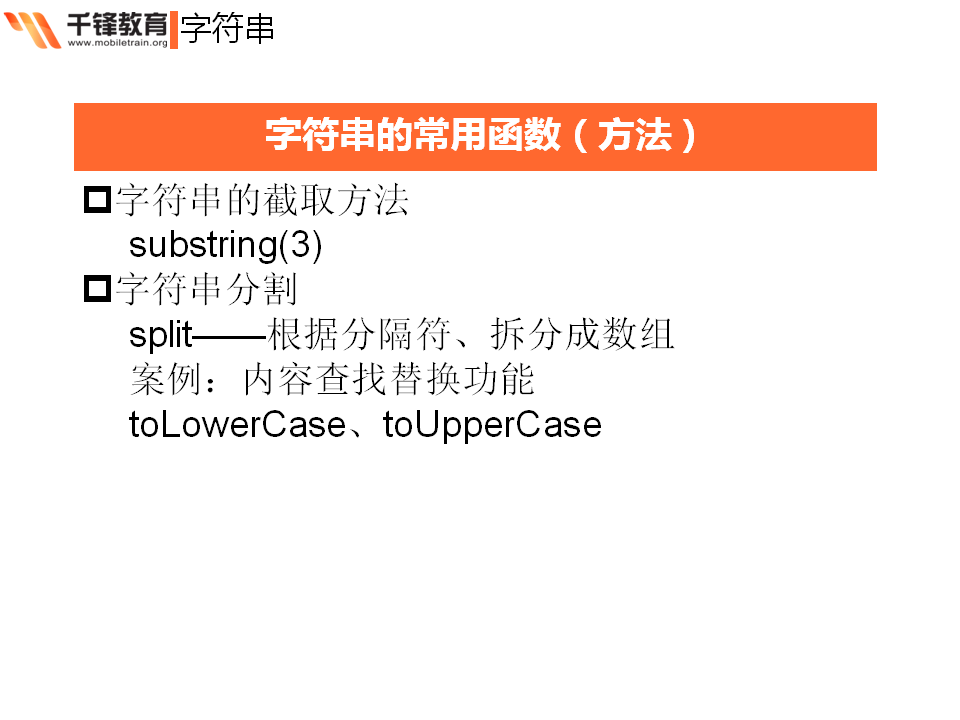 千锋教育 字符串
www.mobiletrain.org
字符串的常用函数（方法）
字符串的截取方法
substring(3)
字符串分割
split——根据分隔符、拆分成数组
案例：内容查找替换功能
toLowerCase、toUpperCase